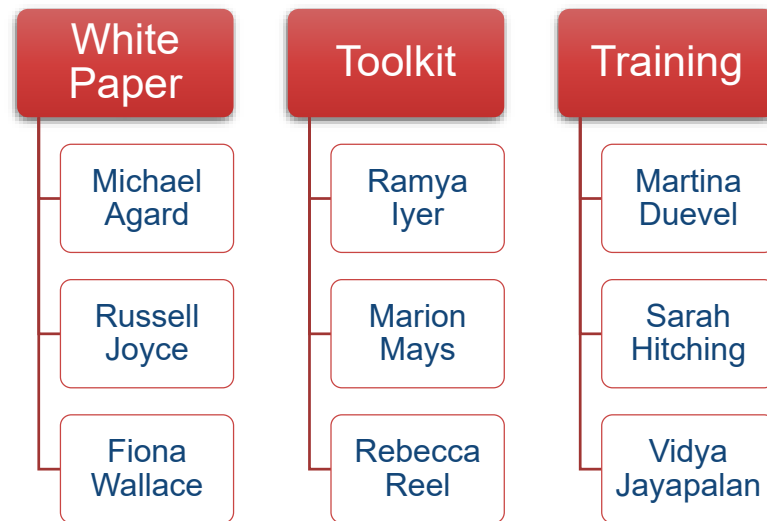 White
Paper
Michael
Agard
Russell
Joyce
Fiona
Wallace
Toolkit
Ramya
Iyer
Marion
Mays
Rebecca
Reel
Training
Martina
Duevel
Sarah
Hitching
Vidya
Jayapalan